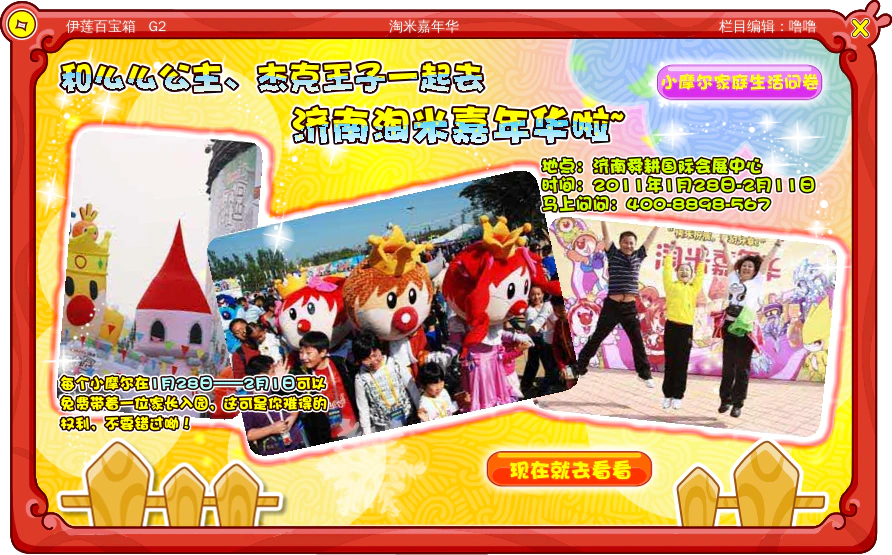 伊莲百宝箱 G2
淘米嘉年华
栏目编辑：噜噜
和么么公主、杰克王子一起去
小摩尔家庭生活问卷
济南淘米嘉年华啦~
地点：济南舜耕国际会展中心
时间：2011年1月28日-2月11日
马上问问：400-8898-567
淘米嘉年华
每个小摩尔在1月28日——2月1日可以
免费带着一位家长入园，这可是你难得的
权利，不要错过呦！
现在就去看看